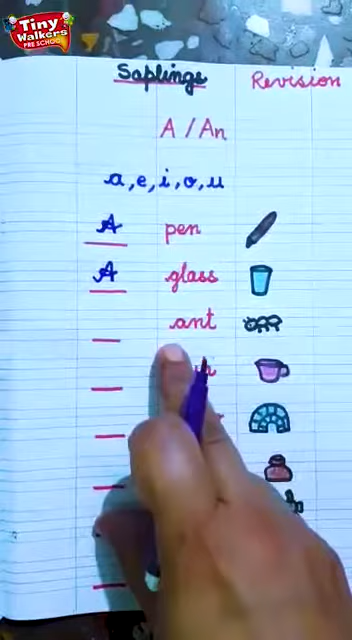 Tiny
Walkers
PRE SCHOOL
Saplings Revision
A / An
a, e, i, o, u
A pen
A glass
ant